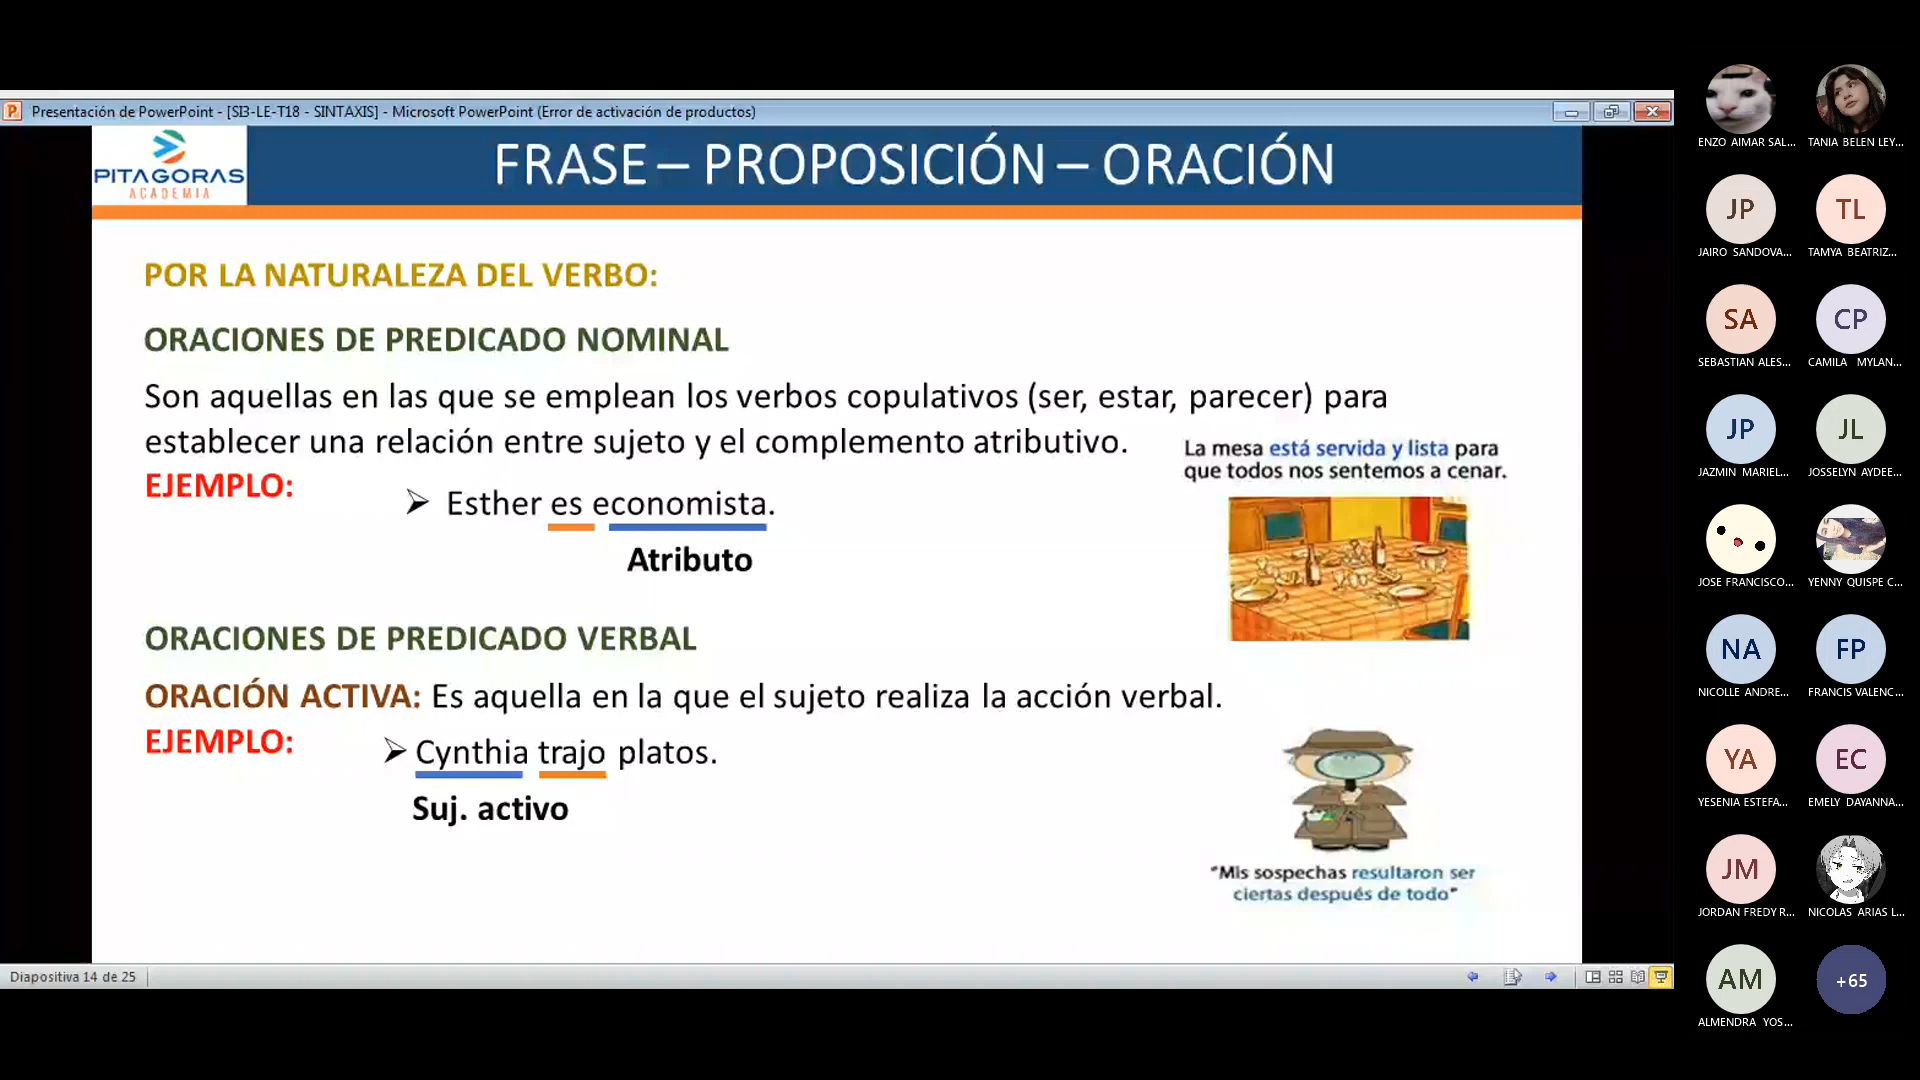 Presentación de PowerPoint - [SI3-LE-T18 - SINTAXIS] - Microsoft PowerPoint (Error de activación de productos)
PITAGORAS
ACADEMIA
FRASE – PROPOSICIÓN – ORACIÓN
POR LA NATURALEZA DEL VERBO:
ORACIONES DE PREDICADO NOMINAL
Son aquellas en las que se emplean los verbos copulativos (ser, estar, parecer) para
establecer una relación entre sujeto y el complemento atributivo.
EJEMPLO:
➢ Esther es economista.
Atributo
La mesa está servida y lista para
que todos nos sentemos a cenar.
ORACIONES DE PREDICADO VERBAL
ORACIÓN ACTIVA: Es aquella en la que el sujeto realiza la acción verbal.
EJEMPLO:
➢ Cynthia trajo platos.
Suj. activo
"Mis sospechas resultaron ser
ciertas después de todo"
Diapositiva 14 de 25
ENZO AIMAR SAL...
TANIA BELEN LEY...
JP
TL
JAIRO SANDOVA...
TAMYA BEATRIZ...
SA
CP
SEBASTIAN ALES...
CAMILA MYLAN...
JP
JL
JAZMIN MARIEL...
JOSSELYN AYDEE...
JOSE FRANCISCO...
YENNY QUISPE C...
NA
FP
NICOLLE ANDRE...
FRANCIS VALENC...
YA
EC
YESENIA ESTEFA...
EMELY DAYANNA...
JM
JORDAN FREDY R...
NICOLAS ARIAS L...
AM
+65
ALMENDRA YOS...